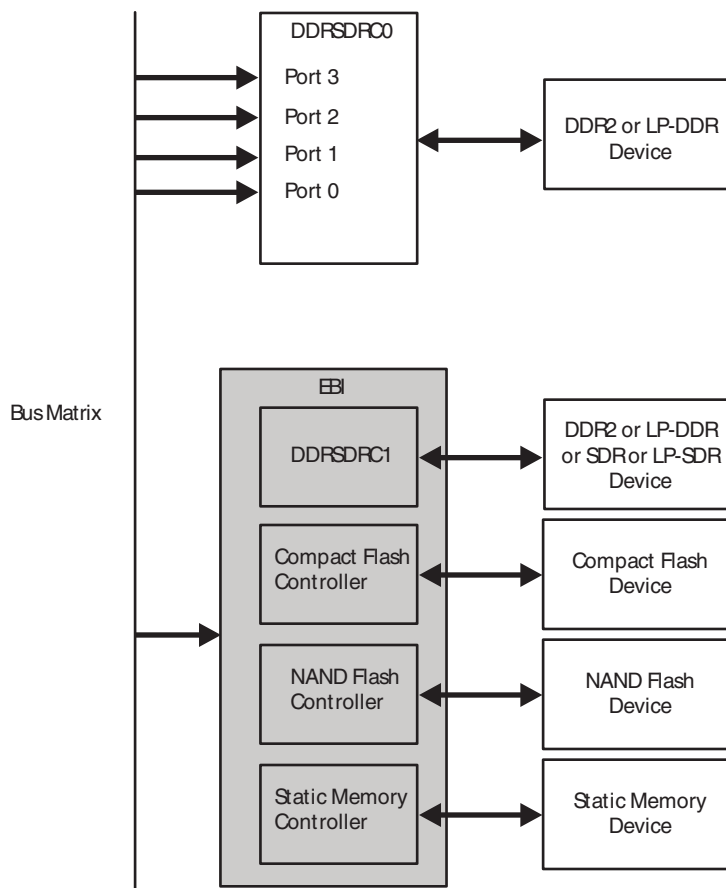 DDRSDRC0
Port 3
Port 2
Port 1
Port 0
DDR2 or LP-DDR
Device
Bus Matrix
EBI
DDRSDRC1
DDR2 or LP-DDR
or SDR or LP-SDR
Device
Compact Flash
Controller
Compact Flash
Device
NAND Flash
Controller
NAND Flash
Device
Static Memory
Controller
Static Memory
Device